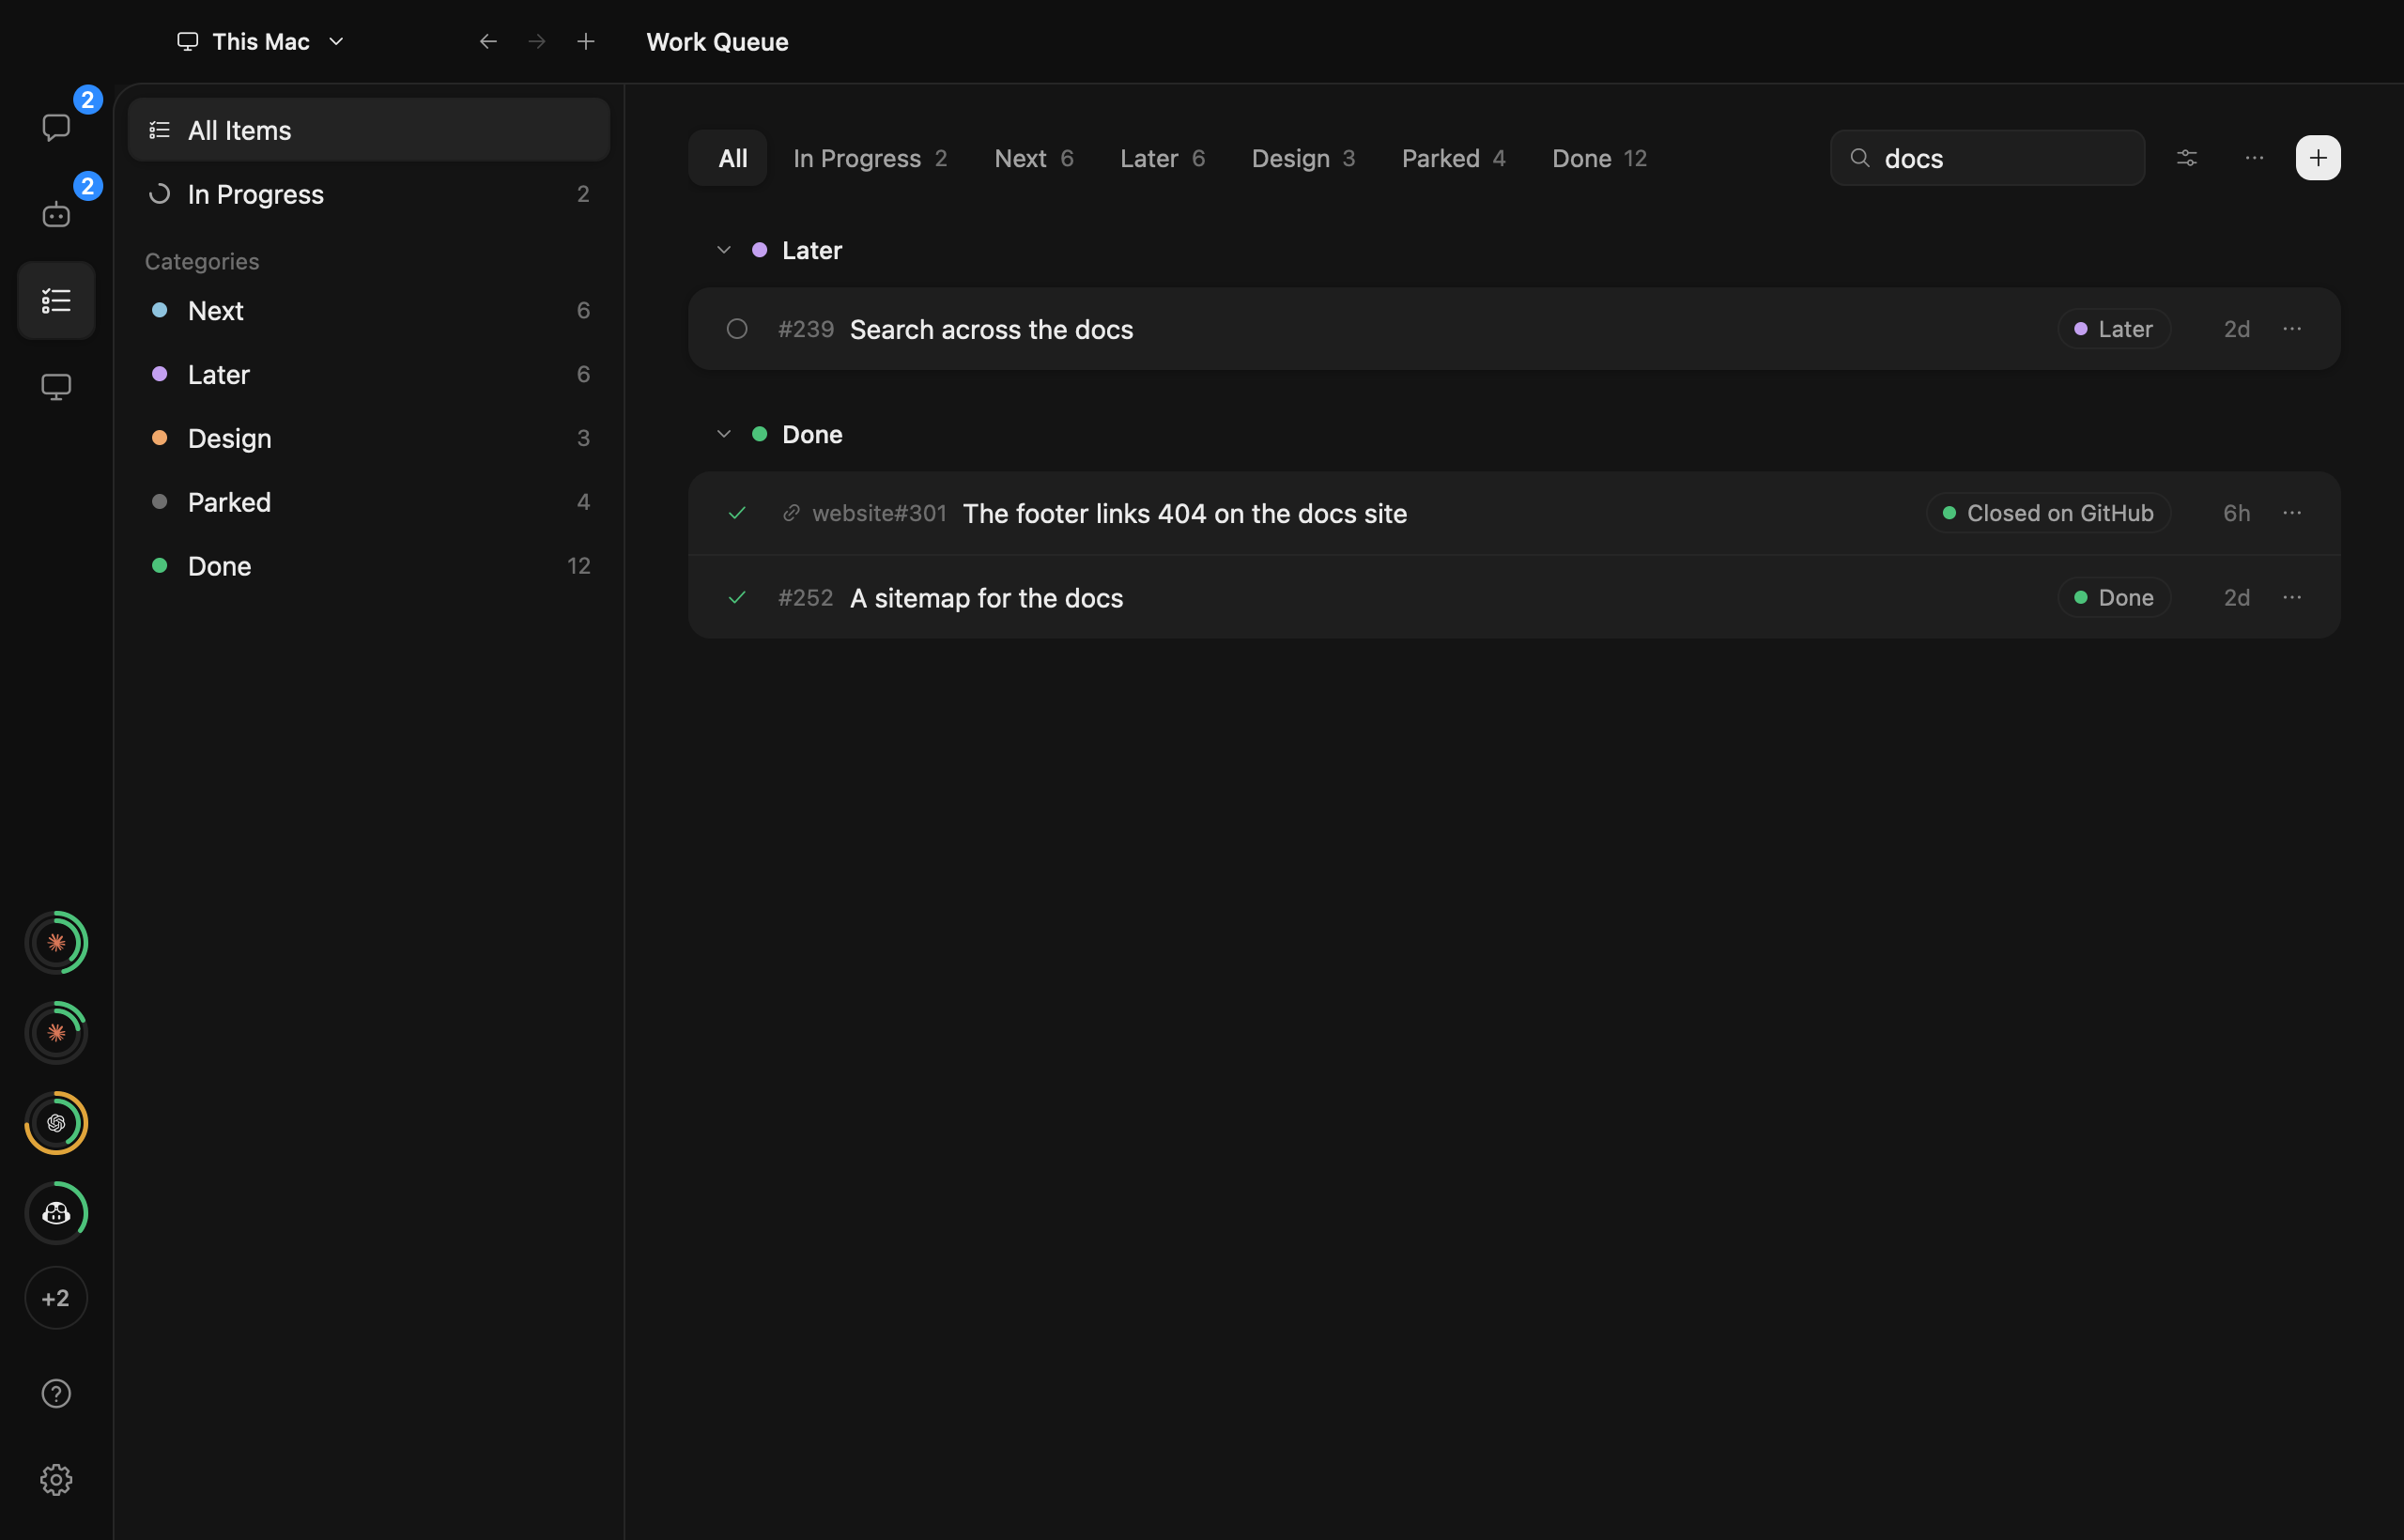 This Mac
Work Queue
2
2
All Items
In Progress 2
Categories
Next 6
Later 6
Design 3
Parked 4
Done 12
+2
All In Progress 2 Next 6 Later 6 Design 3 Parked 4 Done 12 docs
Later
#239 Search across the docs Later 2d
Done
website#301 The footer links 404 on the docs site Closed on GitHub 6h
#252 A sitemap for the docs Done 2d